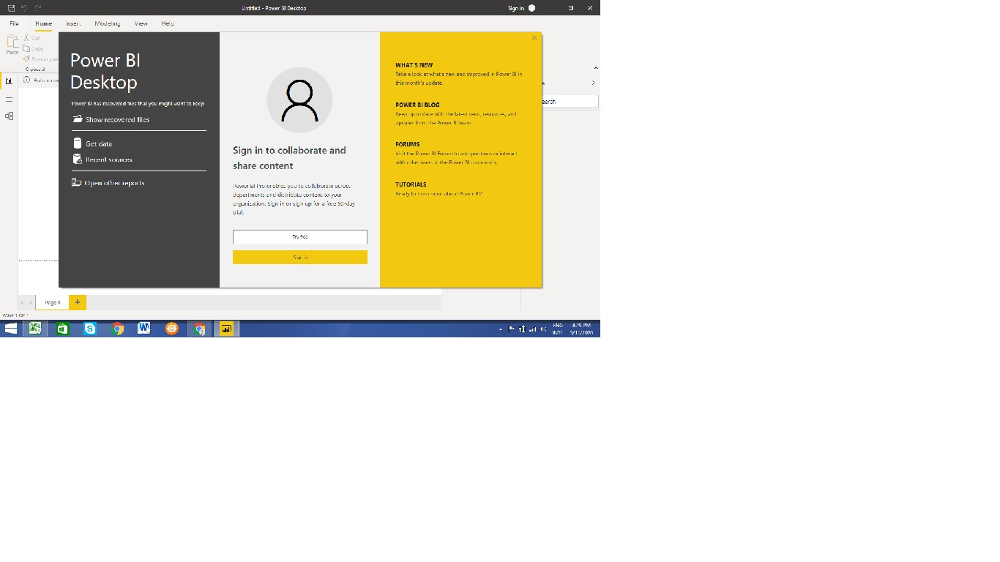 Untitled - Power BI Desktop
Sign in
File Home Insert Modeling View Help
Paste
Cut
Copy
Format pain
Clipboard
Auto recov
Power BI
Desktop
Power BI has recovered files that you might want to keep
Show recovered files
Get data
Recent sources
Open other reports
Sign in to collaborate and
share content
Power BI Pro enables you to collaborate across
departments and distribute content to your
organization. Sign in or sign up for a free 60-day
trial.
Try free
Sign in
WHAT'S NEW
Take a look at what's new and improved in Power BI in
this month's update.
POWER BI BLOG
Keep up to date with the latest news, resources, and
updates from the Power BI team.
FORUMS
Visit the Power BI Forum to ask questions or interact
with other users in the Power BI community.
TUTORIALS
Ready to learn more about Power BI?
s
earch
Page 1
PAGE 1 OF 1
ENG 4:29 PM
INTL 5/11/2020